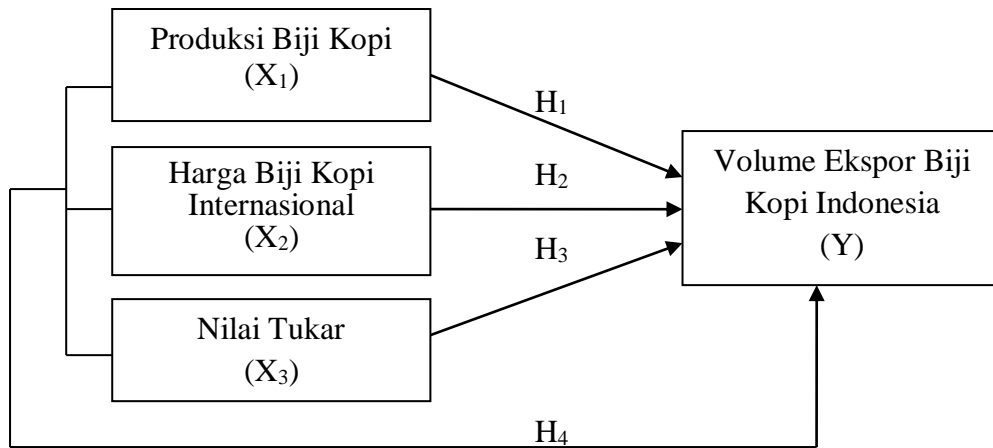 Produksi Biji Kopi
(X₁)
Harga Biji Kopi
Internasional
(X₂)
Nilai Tukar
(X₃)
H₁
H₂
H₃
H₄
Volume Ekspor Biji
Kopi Indonesia
(Y)